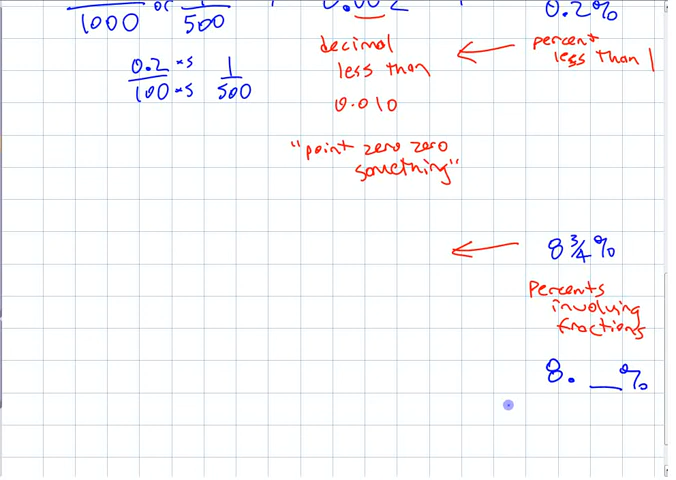 1000 or 1/500 0.002 0.2%
0.2 ×5 / 100 ×5 1/500
decimal
less than
0.010
percent
less than 1
"point zero zero
something"
8 3/4 %
Percents
involving
fractions
8. __%